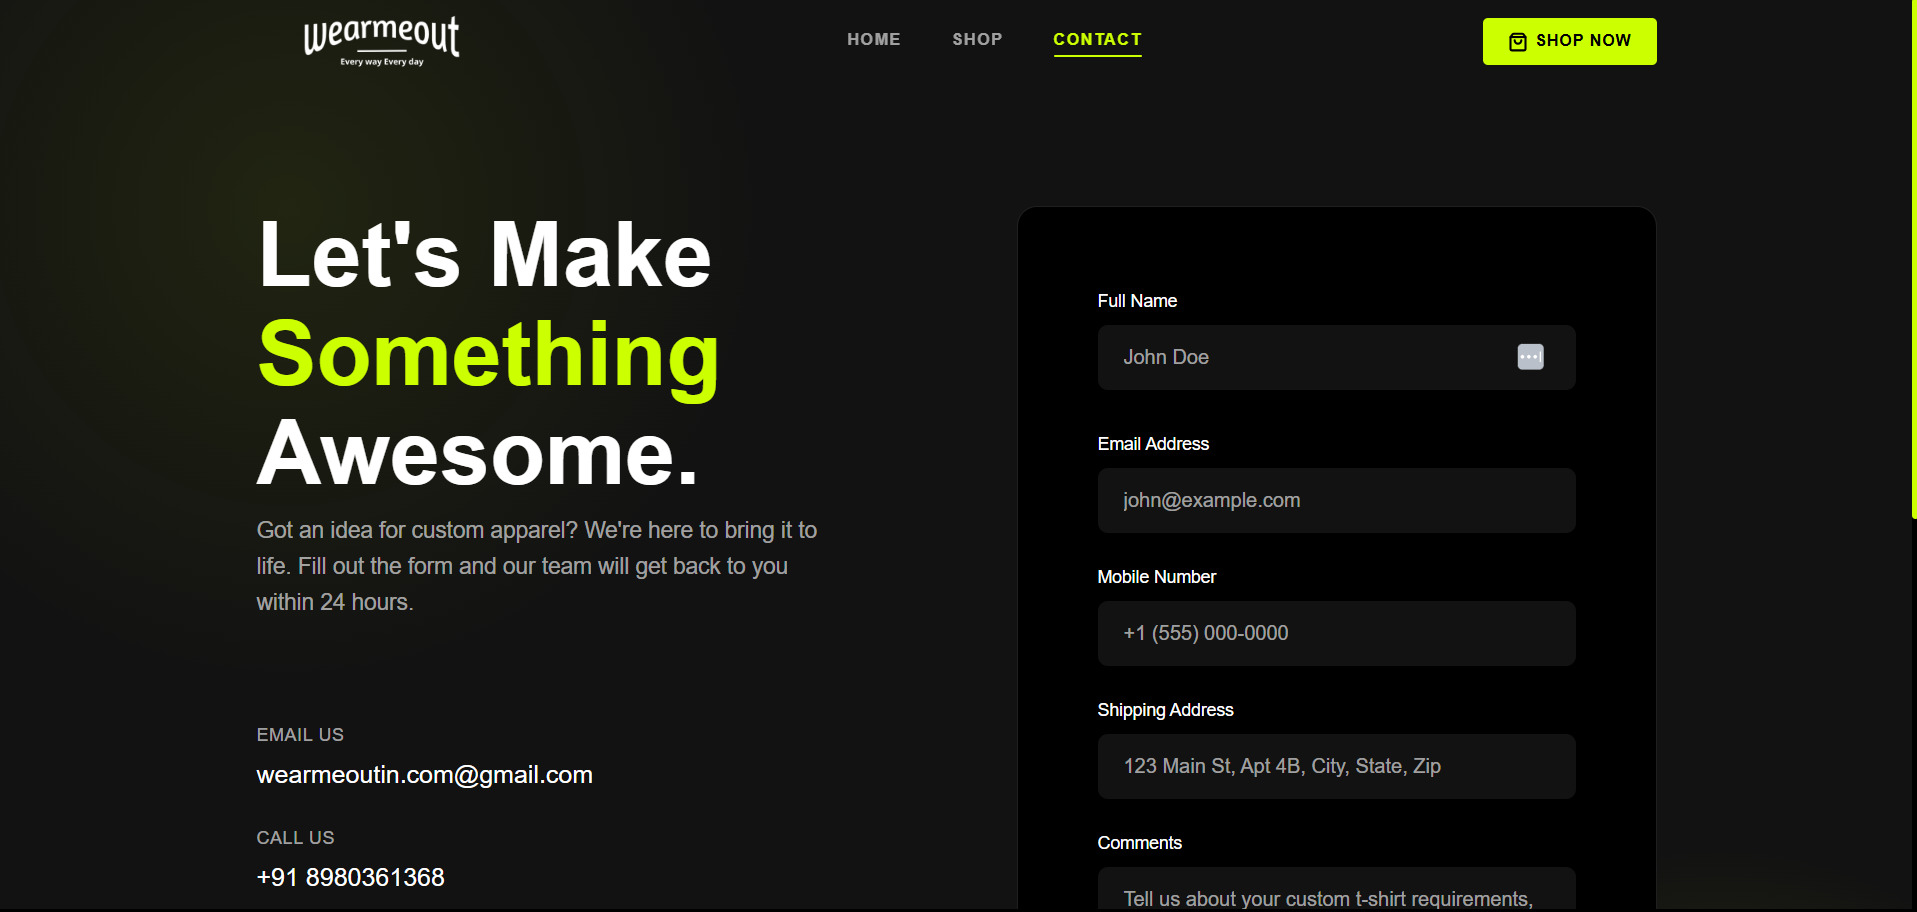 wearmeout
Every way Every day
HOME
SHOP
CONTACT
SHOP NOW
Let's Make
Something
Awesome.
Got an idea for custom apparel? We're here to bring it to
life. Fill out the form and our team will get back to you
within 24 hours.
EMAIL US
wearmeoutin.com@gmail.com
CALL US
+91 8980361368
Full Name
John Doe
Email Address
john@example.com
Mobile Number
+1 (555) 000-0000
Shipping Address
123 Main St, Apt 4B, City, State, Zip
Comments
Tell us about your custom t-shirt requirements,